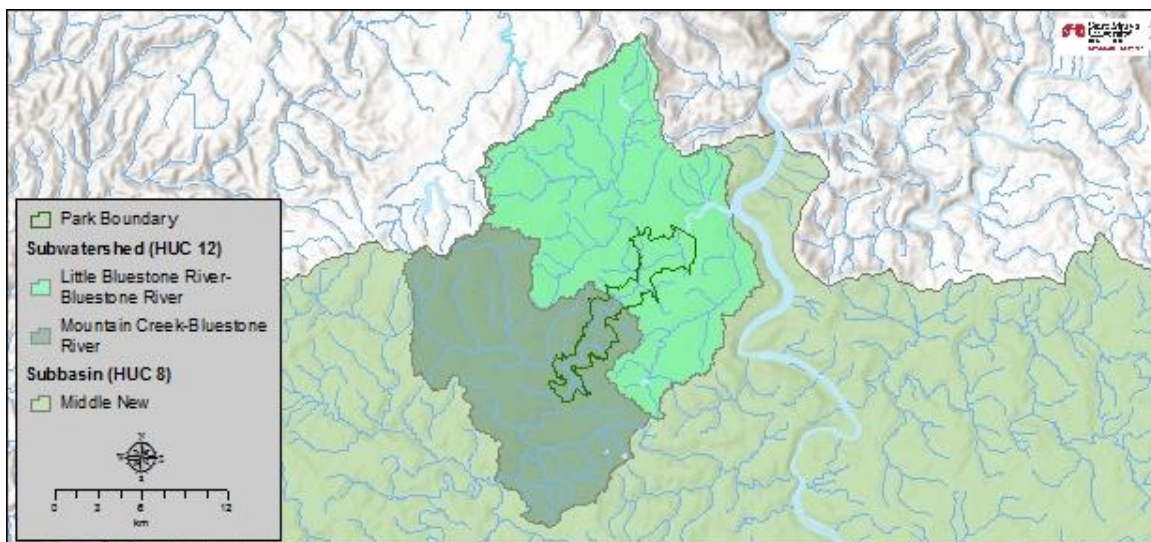 Park Boundary
Subwatershed (HUC 12)
Little Bluestone River-
Bluestone River
Mountain Creek-Bluestone
River
Subbasin (HUC 8)
Middle New
N
0 3 6 12
km